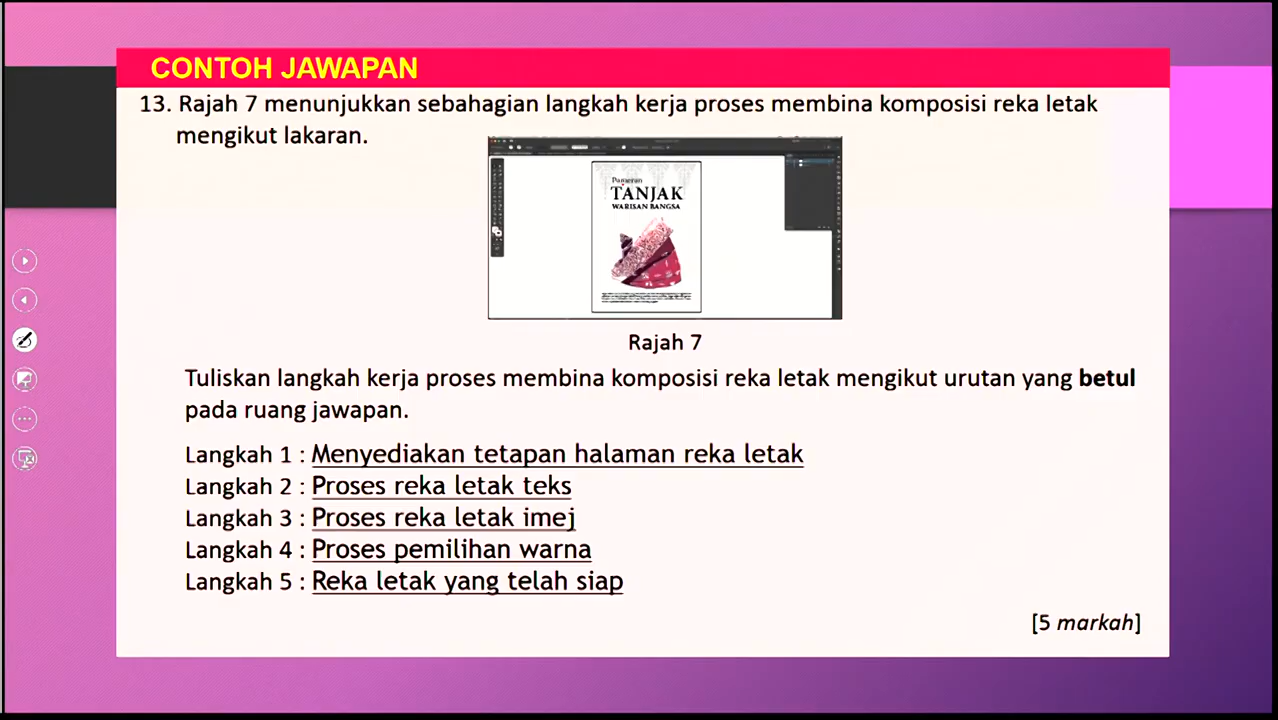 CONTOH JAWAPAN
13. Rajah 7 menunjukkan sebahagian langkah kerja proses membina komposisi reka letak
mengikut lakaran.
Pameran
TANJAK
WARISAN BANGSA
Rajah 7
Tuliskan langkah kerja proses membina komposisi reka letak mengikut urutan yang betul
pada ruang jawapan.
Langkah 1 : Menyediakan tetapan halaman reka letak
Langkah 2 : Proses reka letak teks
Langkah 3 : Proses reka letak imej
Langkah 4 : Proses pemilihan warna
Langkah 5 : Reka letak yang telah siap
[5 markah]